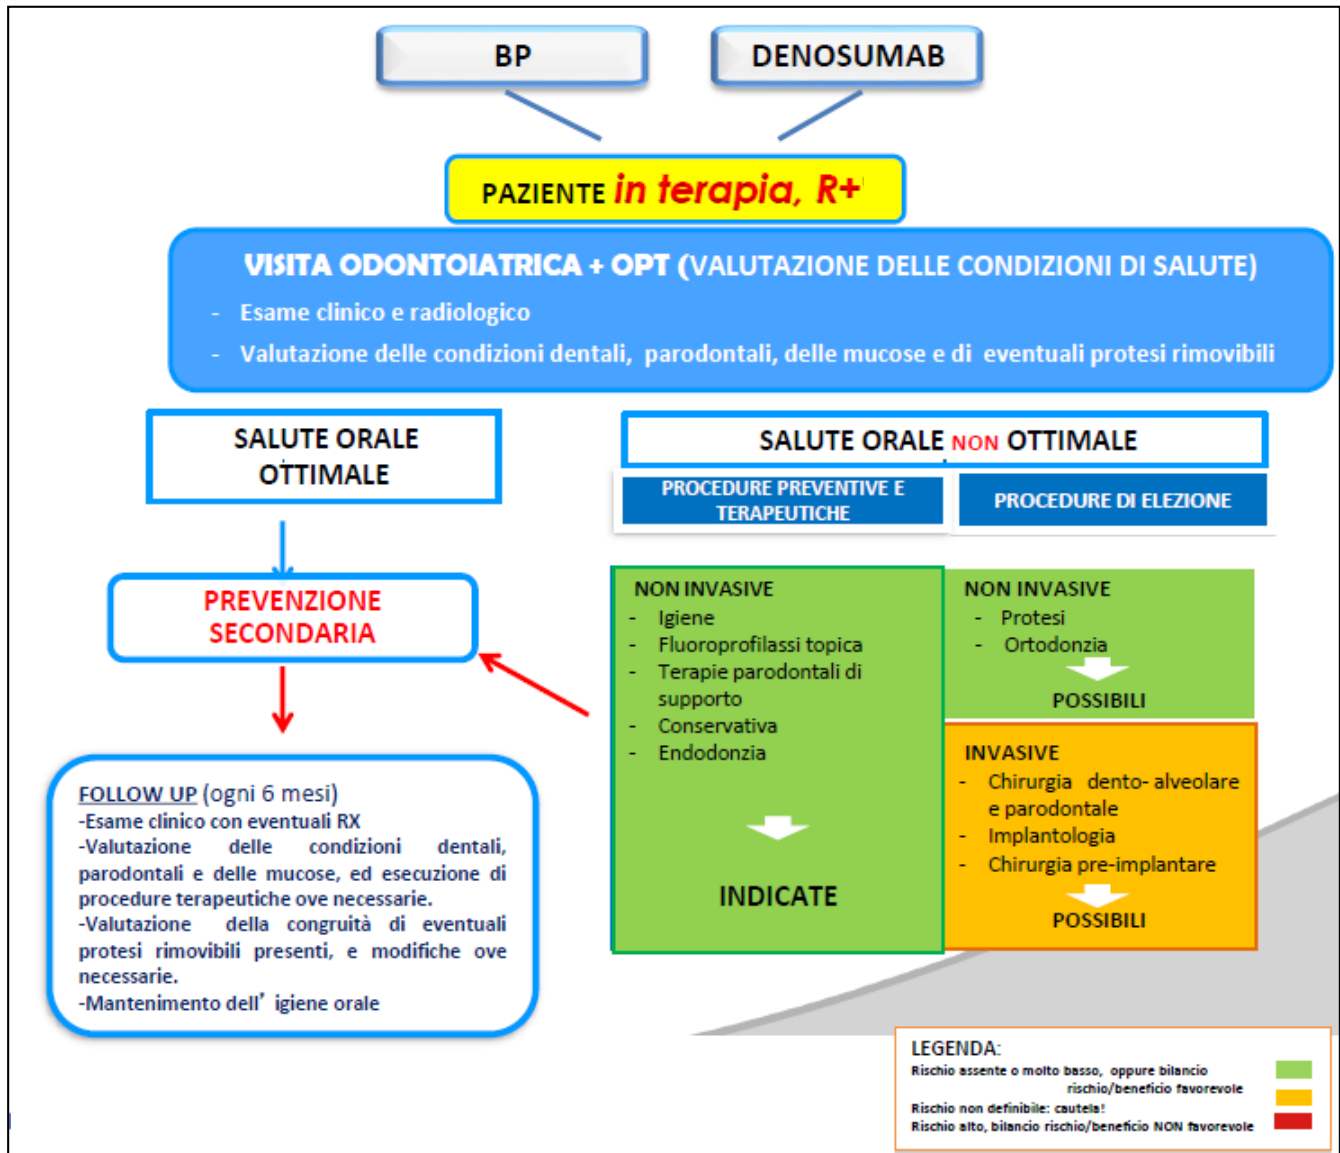 BP
DENOSUMAB
PAZIENTE in terapia, R+
VISITA ODONTOIATRICA + OPT (VALUTAZIONE DELLE CONDIZIONI DI SALUTE)
- Esame clinico e radiologico
- Valutazione delle condizioni dentali, parodontali, delle mucose e di eventuali protesi rimovibili
SALUTE ORALE
OTTIMALE
SALUTE ORALE NON OTTIMALE
PROCEDURE PREVENTIVE E
TERAPEUTICHE
PROCEDURE DI ELEZIONE
PREVENZIONE
SECONDARIA
NON INVASIVE
- Igiene
- Fluoroprofilassi topica
- Terapie parodontali di
supporto
- Conservativa
- Endodonzia
INDICATE
NON INVASIVE
- Protesi
- Ortodonzia
POSSIBILI
INVASIVE
- Chirurgia dento- alveolare
e parodontale
- Implantologia
- Chirurgia pre-implantare
POSSIBILI
FOLLOW UP (ogni 6 mesi)
-Esame clinico con eventuali RX
-Valutazione delle condizioni dentali,
parodontali e delle mucose, ed esecuzione di
procedure terapeutiche ove necessarie.
-Valutazione della congruità di eventuali
protesi rimovibili presenti, e modifiche ove
necessarie.
-Mantenimento dell' igiene orale
LEGENDA:
Rischio assente o molto basso, oppure bilancio
rischio/beneficio favorevole
Rischio non definibile: cautela!
Rischio alto, bilancio rischio/beneficio NON favorevole